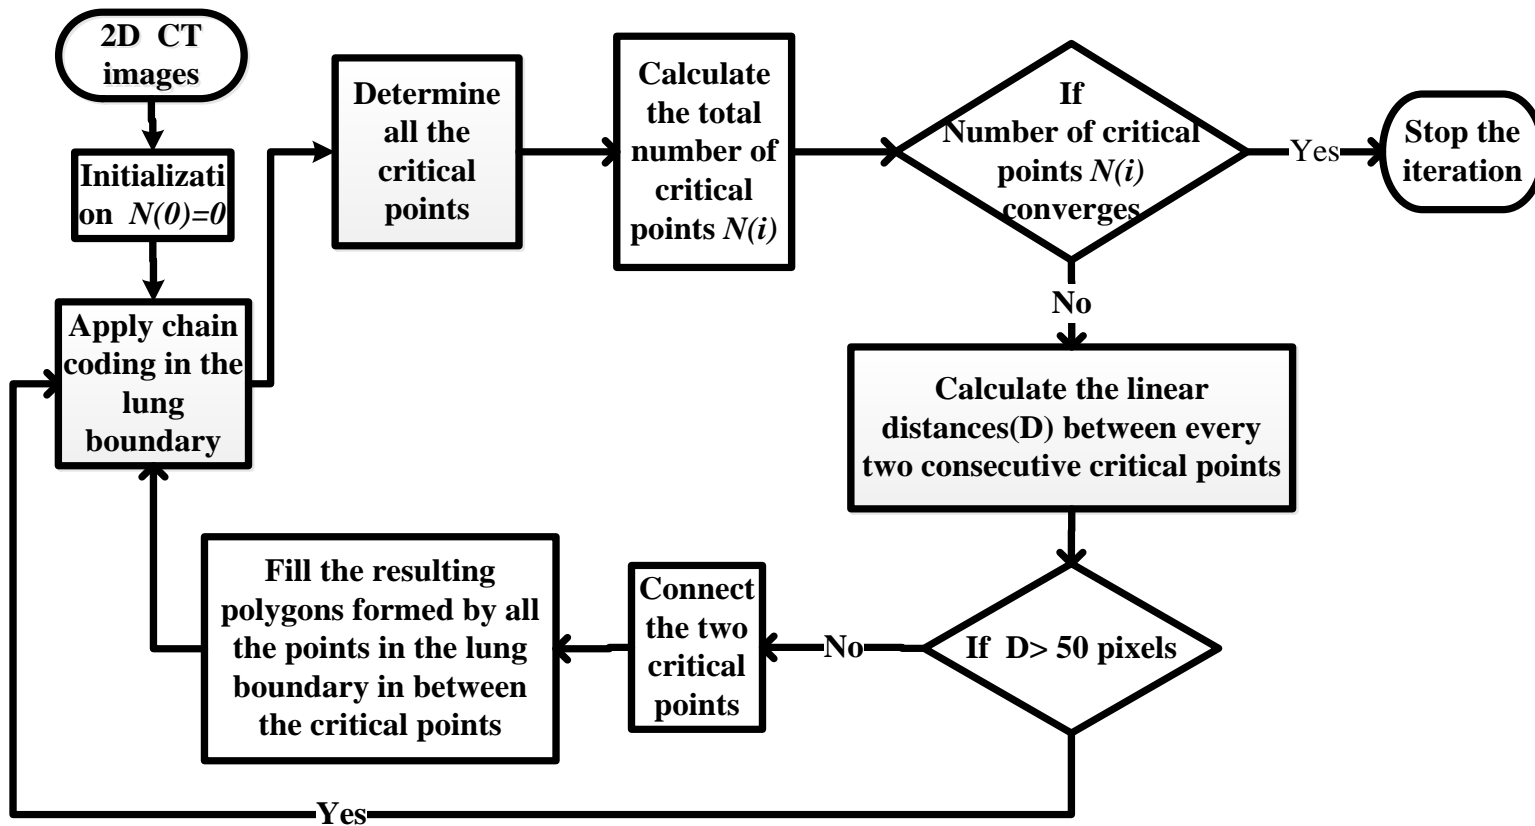 2D CT
images
Initializati
on N(0)=0
Apply chain
coding in the
lung
boundary
Determine
all the
critical
points
Calculate
the total
number of
critical
points N(i)
If
Number of critical
points N(i)
converges
Yes
Stop the
iteration
No
Calculate the linear
distances(D) between every
two consecutive critical points
If D> 50 pixels
No
Connect
the two
critical
points
Fill the resulting
polygons formed by all
the points in the lung
boundary in between
the critical points
Yes